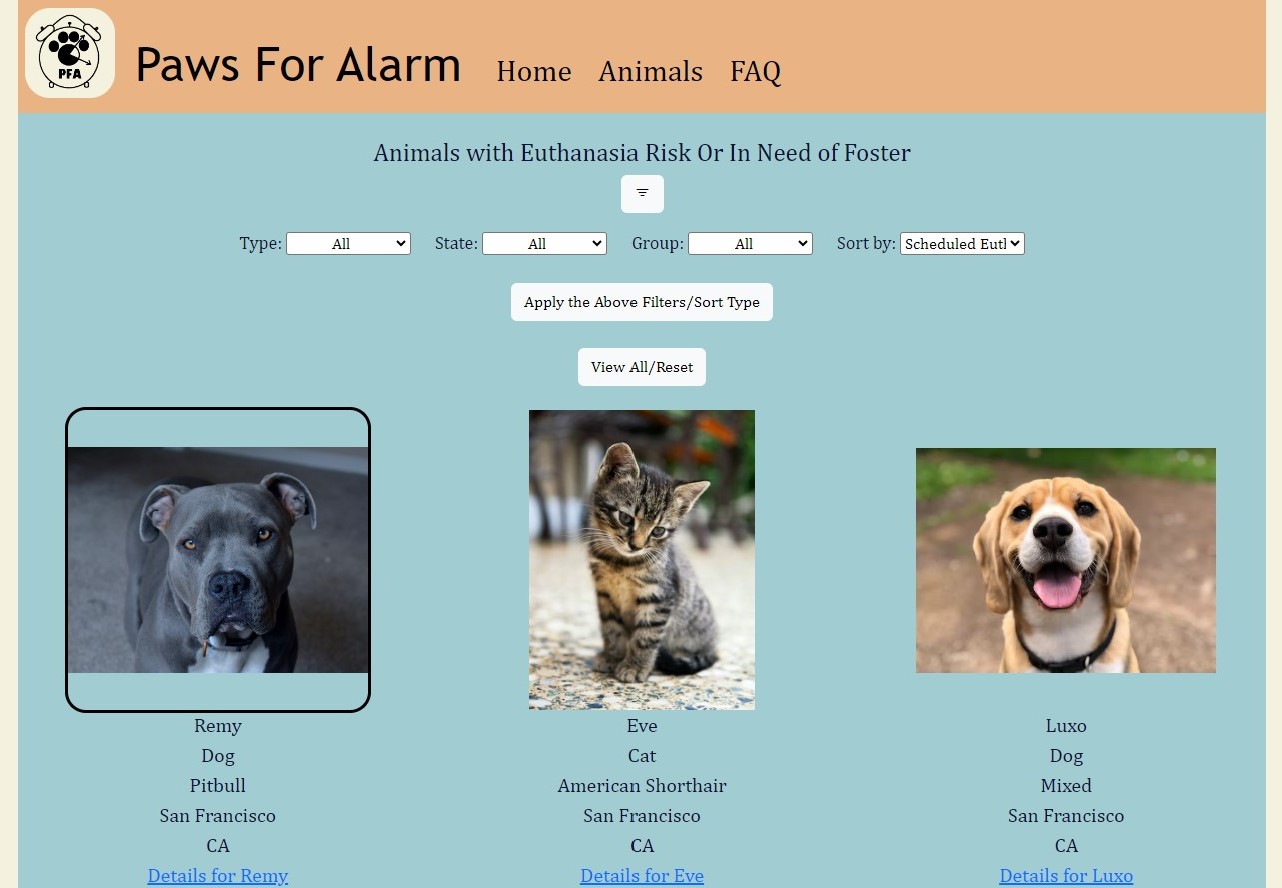 PFA
Paws For Alarm
Home Animals FAQ
Animals with Euthanasia Risk Or In Need of Foster
Type: All State: All Group: All Sort by: Scheduled Eutl
Apply the Above Filters/Sort Type
View All/Reset
Remy Eve Luxo
Dog Cat Dog
Pitbull American Shorthair Mixed
San Francisco San Francisco San Francisco
CA CA CA
Details for Remy Details for Eve Details for Luxo